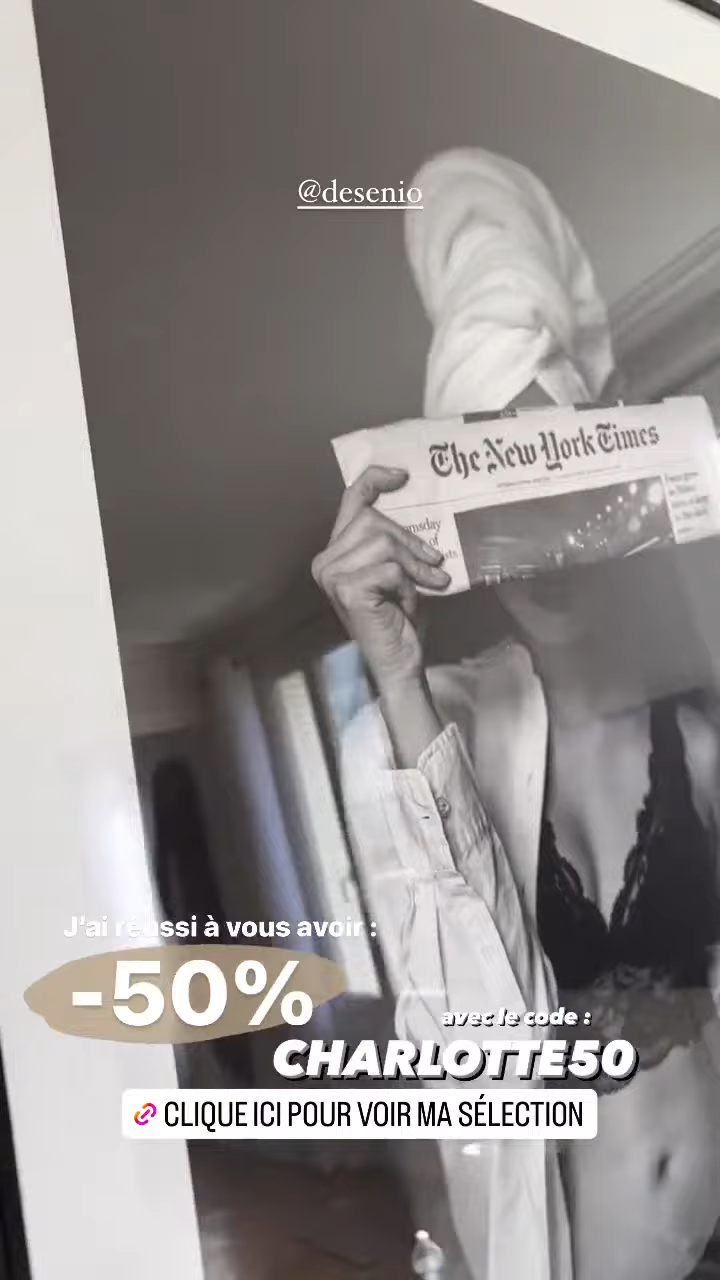 @desenio
The New York Times
of
J'ai réussi à vous avoir :
-50%
avec le code :
CHARLOTTE50
CLIQUE ICI POUR VOIR MA SÉLECTION